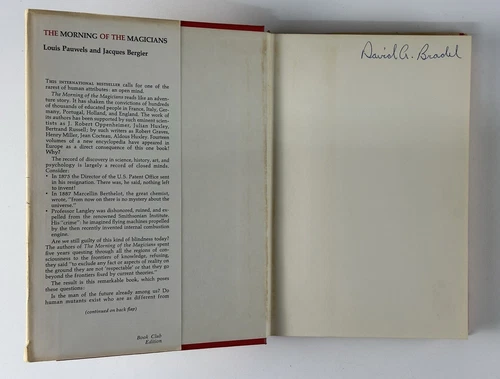 THE MORNING OF THE MAGICIANS
Louis Pauwels and Jacques Bergier
THIS INTERNATIONAL BESTSELLER calls for one of the
rarest of human attributes: an open mind.
The Morning of the Magicians reads like an adven-
ture story. It has shaken the convictions of hundreds
of thousands of educated people in France, Italy, Ger-
many, Portugal, Holland, and England. The work of
its authors has been supported by such eminent scien-
tists as J. Robert Oppenheimer, Julian Huxley,
Bertrand Russell; by such writers as Robert Graves,
Henry Miller, Jean Cocteau, Aldous Huxley. Fourteen
volumes of a new encyclopedia have appeared in
Europe as a direct consequence of this one book!
Why?
The record of discovery in science, history, art, and
psychology is largely a record of closed minds.
Consider:
• In 1875 the Director of the U.S. Patent Office sent
in his resignation. There was, he said, nothing left
to invent!
• In 1887 Marcellin Berthelot, the great chemist,
wrote, "From now on there is no mystery about the
universe."
• Professor Langley was dishonored, ruined, and ex-
pelled from the renowned Smithsonian Institute.
His "crime": he imagined flying machines propelled
by the then recently invented internal combustion
engine.
Are we still guilty of this kind of blindness today?
The authors of The Morning of the Magicians spent
five years questing through all the regions of con-
sciousness to the frontiers of knowledge, refusing,
they said "to exclude any fact or aspects of reality on
the ground they are not 'respectable' or that they go
beyond the frontiers fixed by current theories."
The result is this remarkable book, which poses
these questions:
Is the man of the future already among us? Do
human mutants exist who are as different from
(continued on back flap)
Book Club
Edition
David G. Bradel